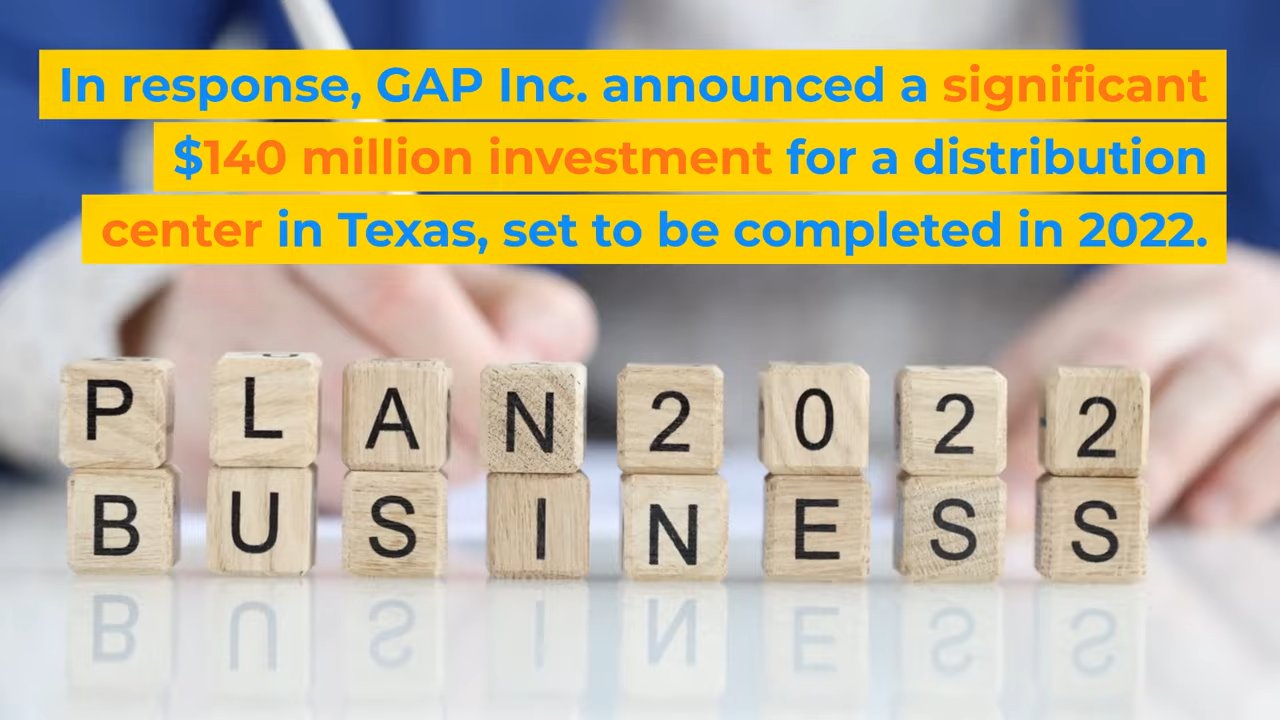 In response, GAP Inc. announced a significant
$140 million investment for a distribution
center in Texas, set to be completed in 2022.
PLAN2022
BUSINESS